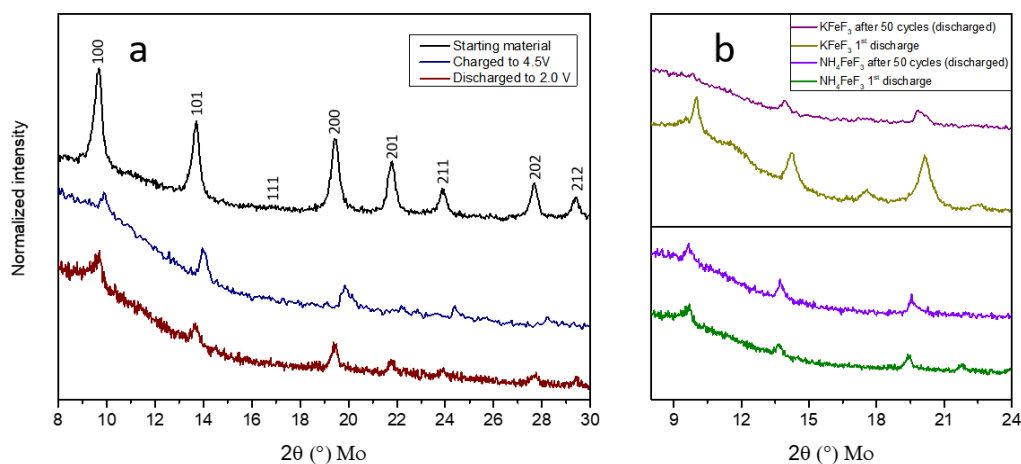 a
Starting material
Charged to 4.5V
Discharged to 2.0 V
100
101
111
200
201
211
202
212
Normalized intensity
8 10 12 14 16 18 20 22 24 26 28 30
2θ (°) Mo
b
KFeF₃ after 50 cycles (discharged)
KFeF₃ 1ˢᵗ discharge
NH₄FeF₃ after 50 cycles (discharged)
NH₄FeF₃ 1ˢᵗ discharge
9 12 15 18 21 24
2θ (°) Mo